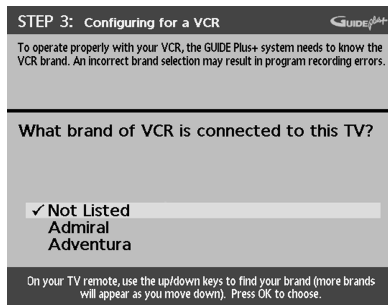 STEP 3: Configuring for a VCR
GUIDE plus+
To operate properly with your VCR, the GUIDE Plus+ system needs to know the
VCR brand. An incorrect brand selection may result in program recording errors.
What brand of VCR is connected to this TV?
✓ Not Listed
Admiral
Adventura
On your TV remote, use the up/down keys to find your brand (more brands
will appear as you move down). Press OK to choose.